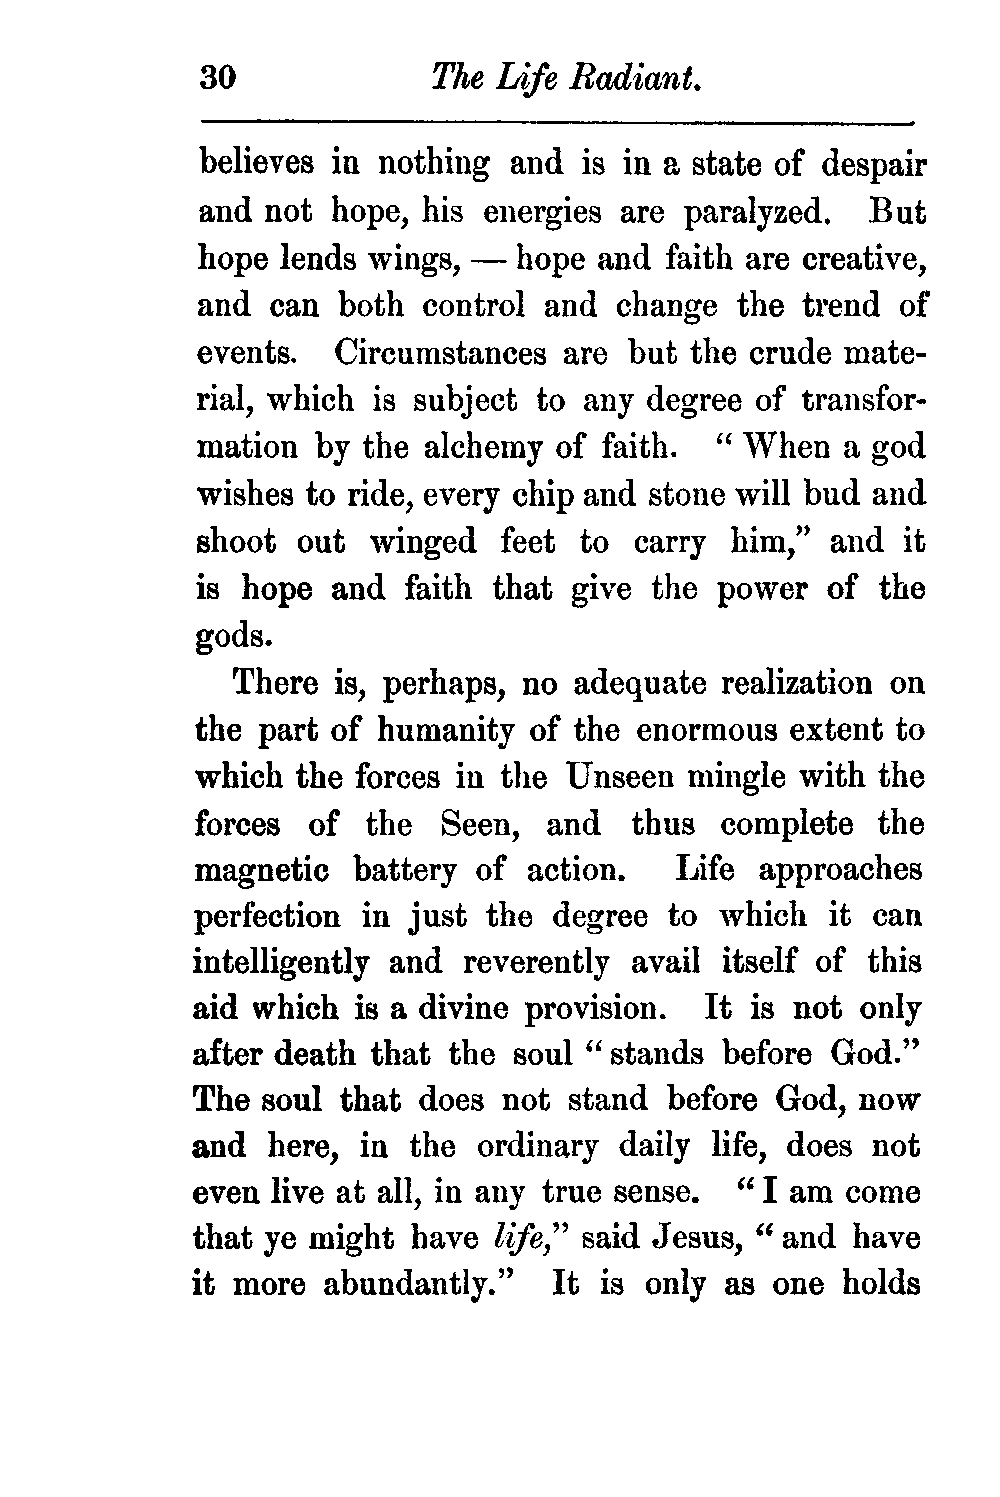 30 The Life Radiant.
believes in nothing and is in a state of despair
and not hope, his energies are paralyzed. But
hope lends wings, — hope and faith are creative,
and can both control and change the trend of
events. Circumstances are but the crude mate-
rial, which is subject to any degree of transfor-
mation by the alchemy of faith. “ When a god
wishes to ride, every chip and stone will bud and
shoot out winged feet to carry him,” and it
is hope and faith that give the power of the
gods.
There is, perhaps, no adequate realization on
the part of humanity of the enormous extent to
which the forces in the Unseen mingle with the
forces of the Seen, and thus complete the
magnetic battery of action. Life approaches
perfection in just the degree to which it can
intelligently and reverently avail itself of this
aid which is a divine provision. It is not only
after death that the soul “ stands before God.”
The soul that does not stand before God, now
and here, in the ordinary daily life, does not
even live at all, in any true sense. “ I am come
that ye might have life,” said Jesus, “ and have
it more abundantly.” It is only as one holds